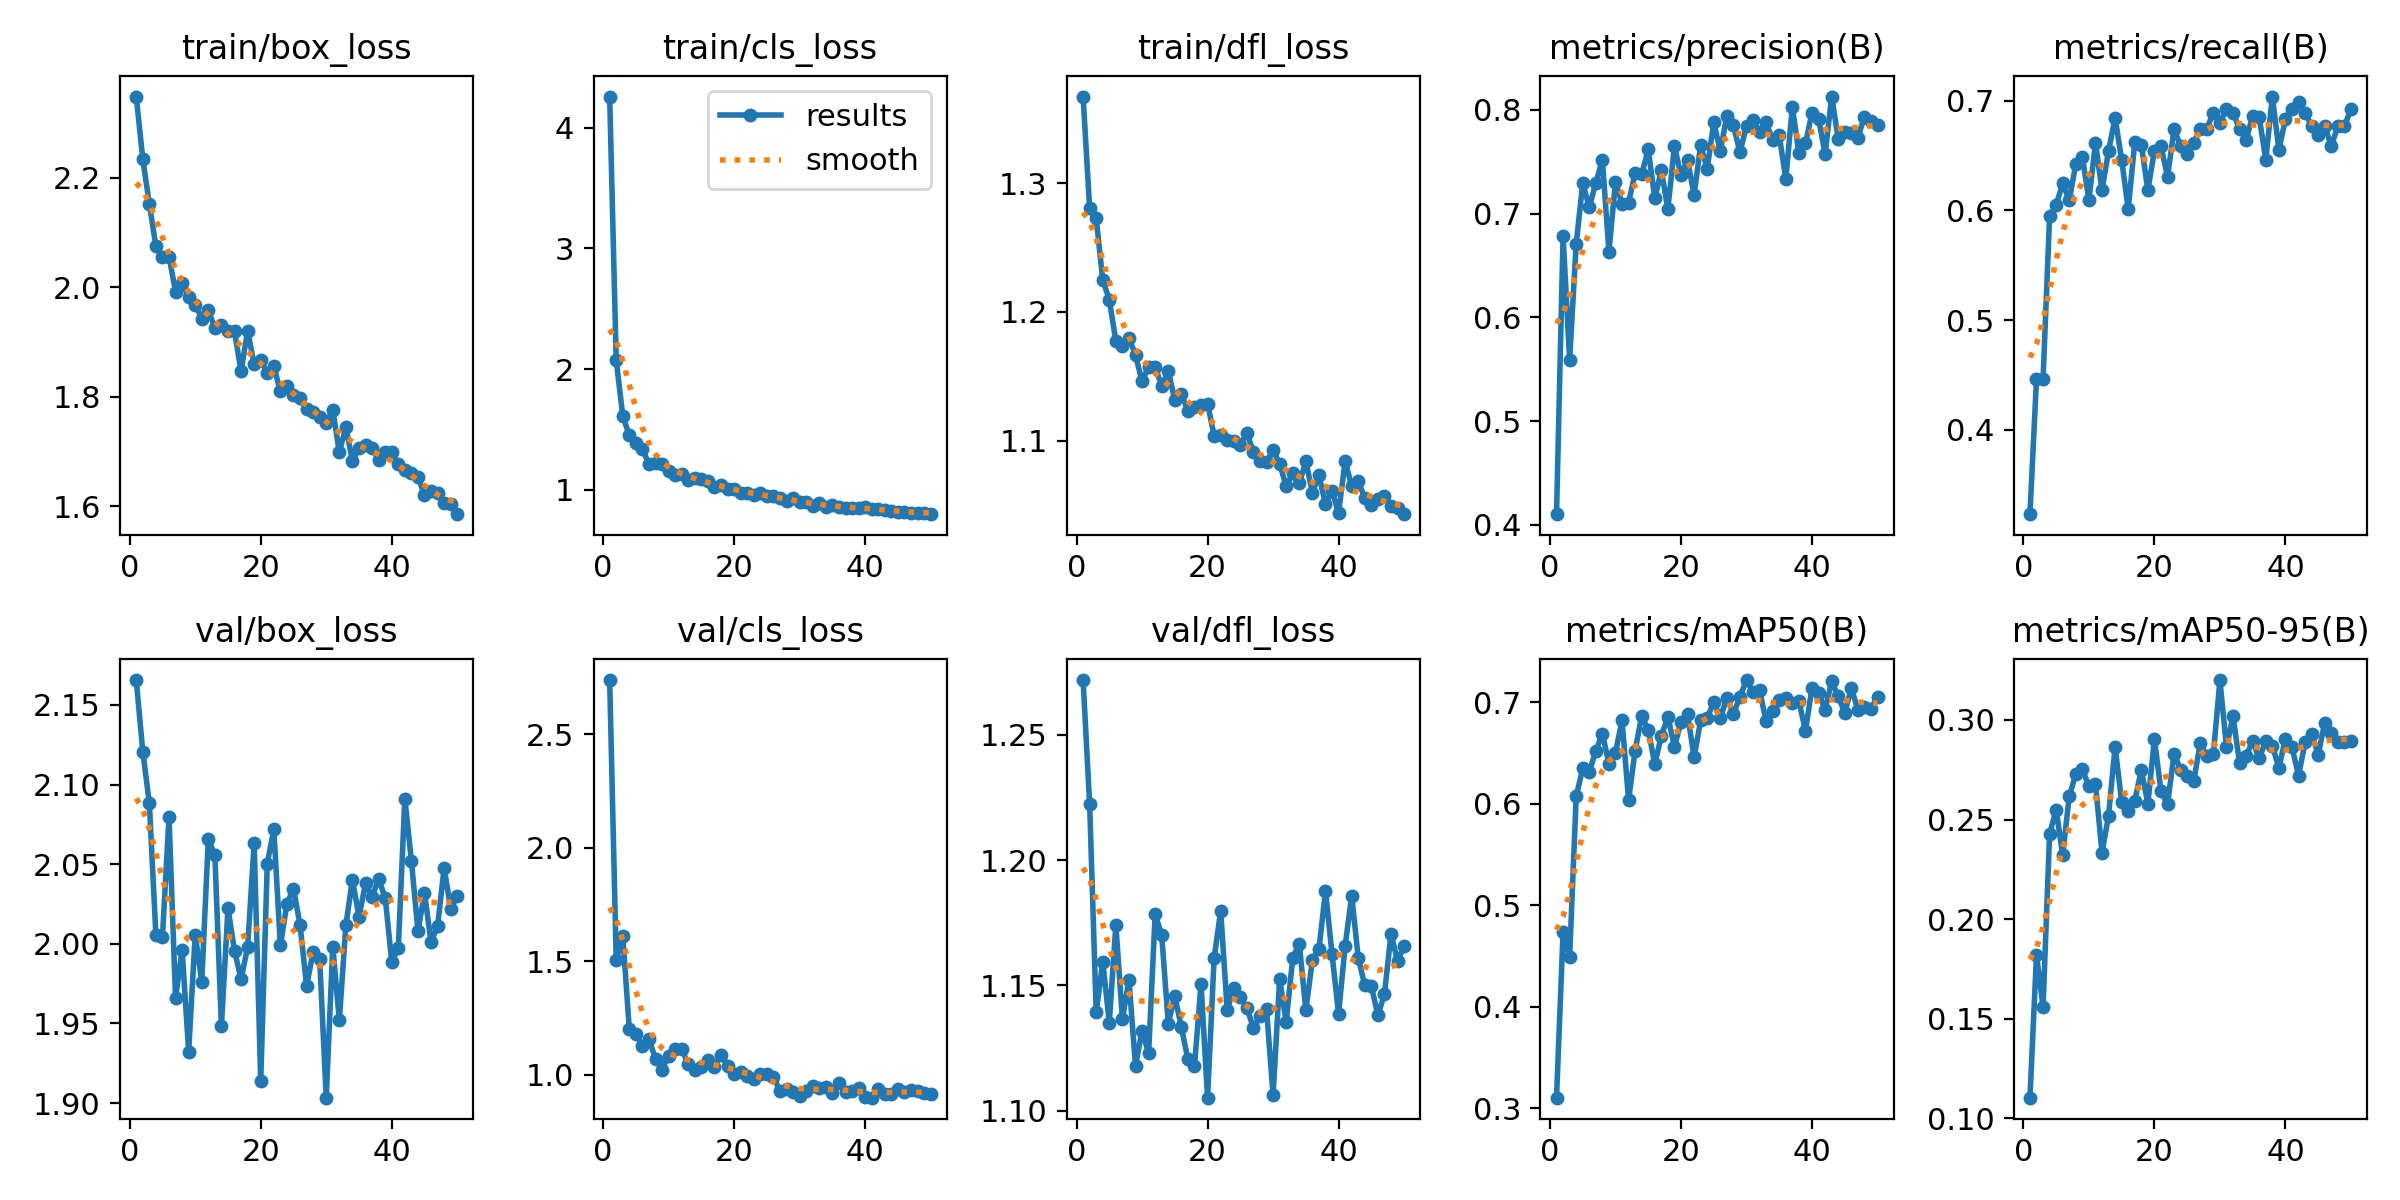 train/box_loss
2.2
2.0
1.8
1.6
0 20 40
train/cls_loss
results
smooth
4
3
2
1
0 20 40
train/dfl_loss
1.3
1.2
1.1
0 20 40
metrics/precision(B)
0.8
0.7
0.6
0.5
0.4
0 20 40
metrics/recall(B)
0.7
0.6
0.5
0.4
0 20 40
val/box_loss
2.15
2.10
2.05
2.00
1.95
1.90
0 20 40
val/cls_loss
2.5
2.0
1.5
1.0
0 20 40
val/dfl_loss
1.25
1.20
1.15
1.10
0 20 40
metrics/mAP50(B)
0.7
0.6
0.5
0.4
0.3
0 20 40
metrics/mAP50-95(B)
0.30
0.25
0.20
0.15
0.10
0 20 40